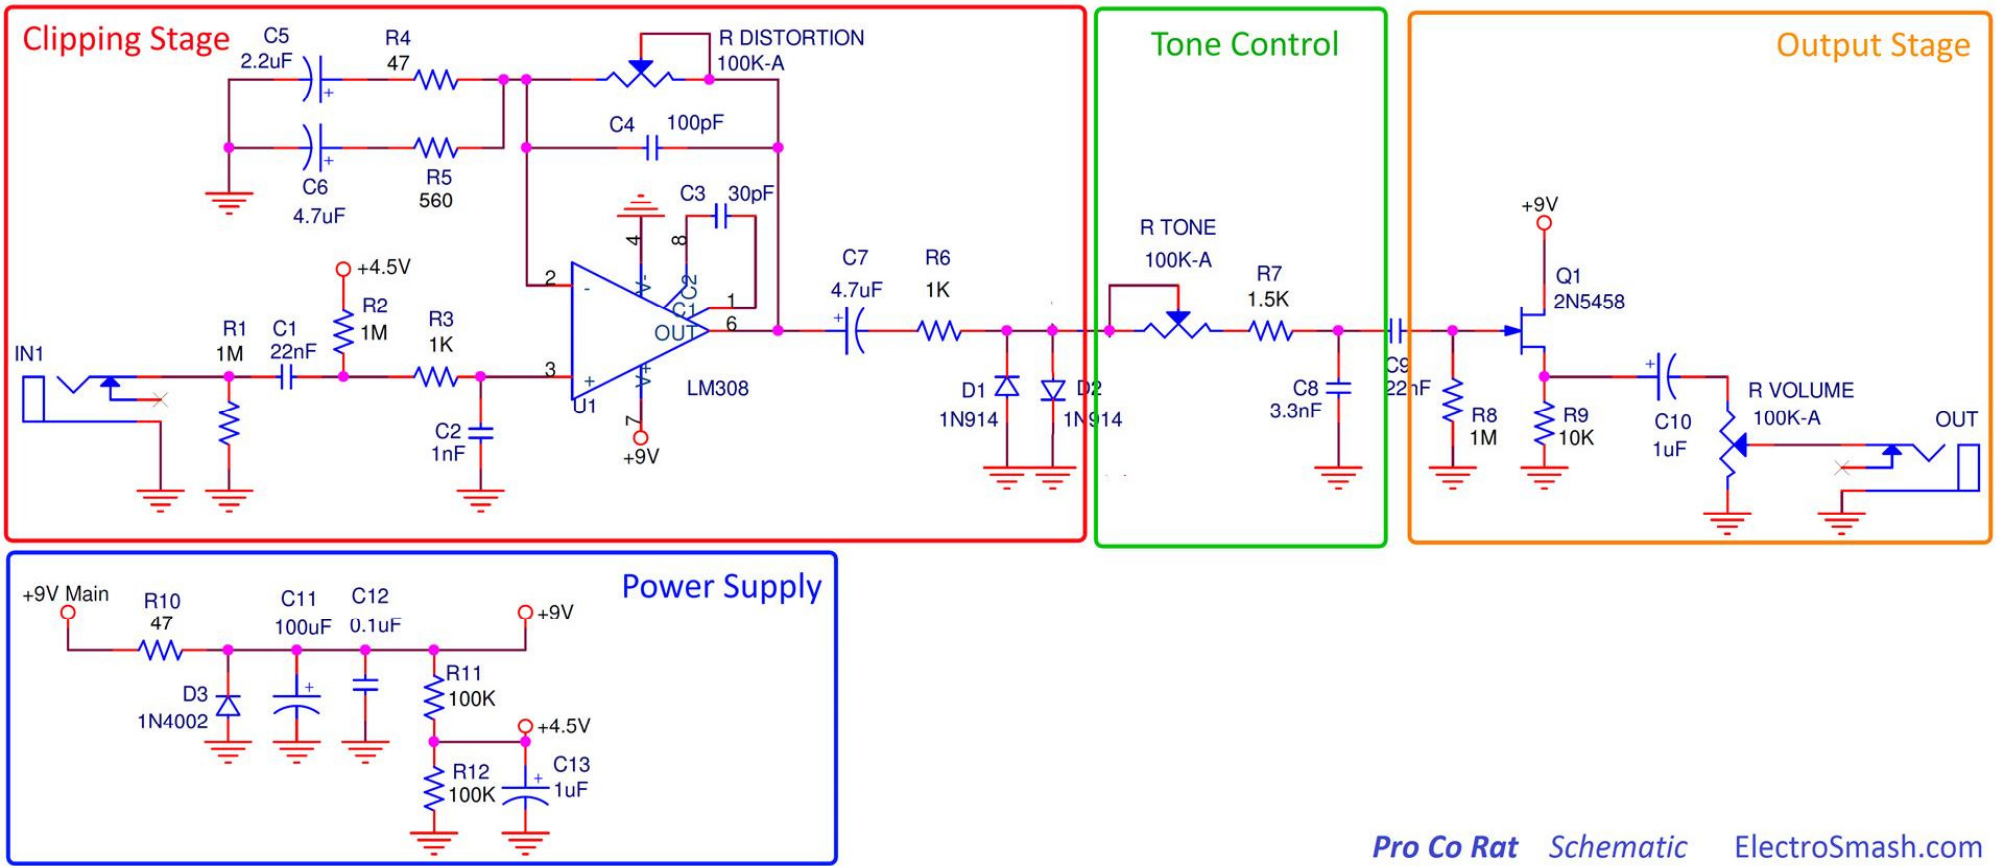 Clipping Stage
C5
2.2uF
R4
47
R DISTORTION
100K-A
+
C4
100pF
+
C6
4.7uF
R5
560
C3
30pF
4
8
+4.5V
R2
1M
2
-
V-
C2
C1
1
OUT
6
C7
4.7uF
+
R6
1K
IN1
R1
1M
C1
22nF
R3
1K
3
+
V+
U1
LM308
7
+9V
C2
1nF
D1
1N914
D2
1N914
Tone Control
R TONE
100K-A
R7
1.5K
C8
3.3nF
C9
22nF
Output Stage
+9V
Q1
2N5458
R8
1M
R9
10K
+
C10
1uF
R VOLUME
100K-A
OUT
Power Supply
+9V Main
R10
47
C11
100uF
C12
0.1uF
+9V
D3
1N4002
+
R11
100K
+4.5V
R12
100K
+
C13
1uF
Pro Co Rat Schematic ElectroSmash.com